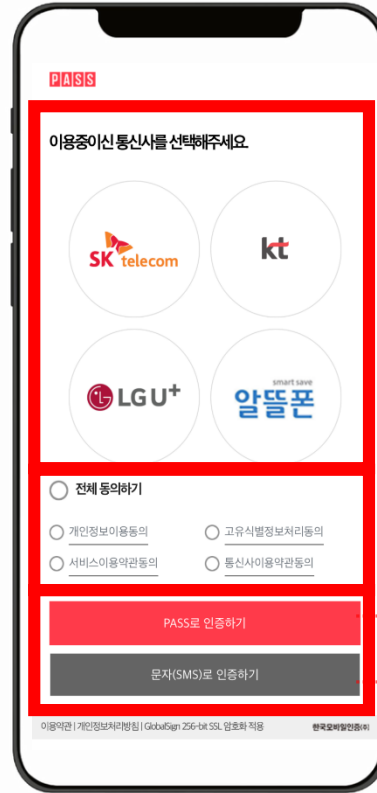 PASS
이용중이신 통신사를 선택해주세요.
SK telecom
kt
LG U+
smart save
알뜰폰
전체 동의하기
개인정보이용동의
고유식별정보처리동의
서비스이용약관동의
통신사이용약관동의
PASS로 인증하기
문자(SMS)로 인증하기
이용약관 | 개인정보처리방침 | GlobalSign 256-bit SSL 암호화 적용 한국모바일인증(주)